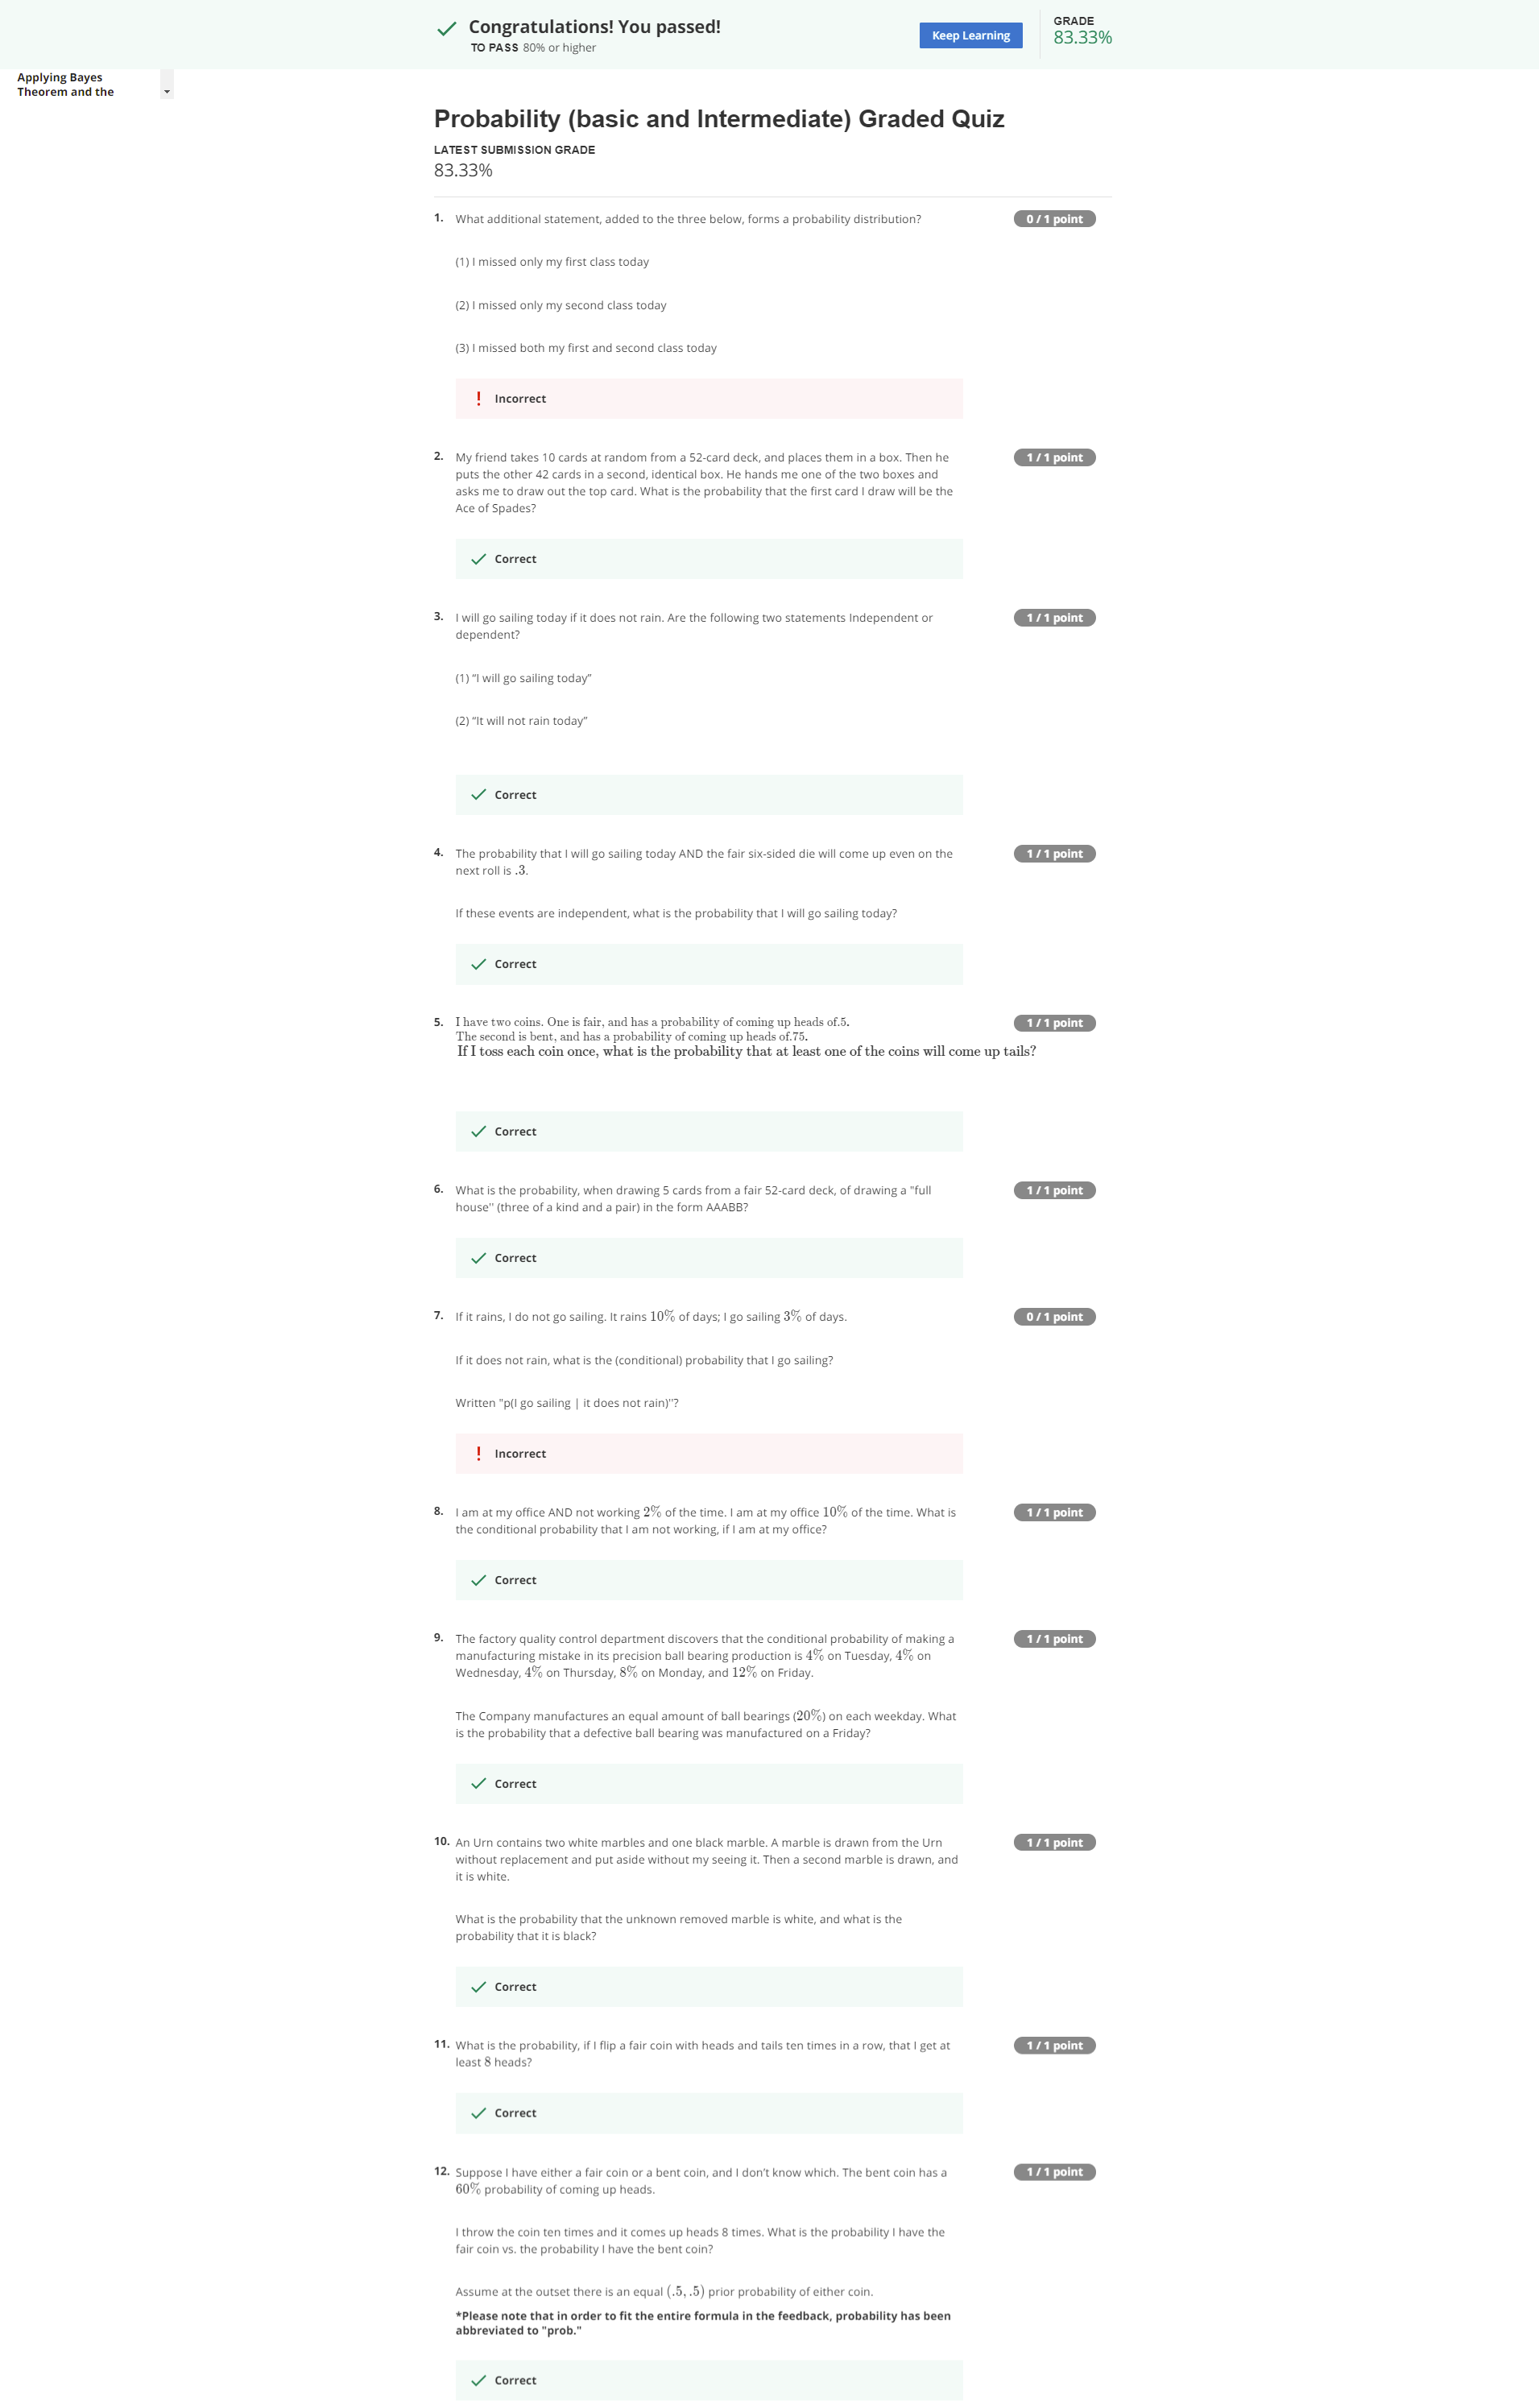 Congratulations! You passed!
TO PASS 80% or higher
Keep Learning
GRADE
83.33%
Applying Bayes
Theorem and the
Probability (basic and Intermediate) Graded Quiz
LATEST SUBMISSION GRADE
83.33%
1. What additional statement, added to the three below, forms a probability distribution?
0 / 1 point
(1) I missed only my first class today
(2) I missed only my second class today
(3) I missed both my first and second class today
! Incorrect
2. My friend takes 10 cards at random from a 52-card deck, and places them in a box. Then he
1 / 1 point
puts the other 42 cards in a second, identical box. He hands me one of the two boxes and
asks me to draw out the top card. What is the probability that the first card I draw will be the
Ace of Spades?
Correct
3. I will go sailing today if it does not rain. Are the following two statements Independent or
1 / 1 point
dependent?
(1) "I will go sailing today"
(2) "It will not rain today"
Correct
4. The probability that I will go sailing today AND the fair six-sided die will come up even on the
1 / 1 point
next roll is .3.
If these events are independent, what is the probability that I will go sailing today?
Correct
5. I have two coins. One is fair, and has a probability of coming up heads of.5.
1 / 1 point
The second is bent, and has a probability of coming up heads of.75.
If I toss each coin once, what is the probability that at least one of the coins will come up tails?
Correct
6. What is the probability, when drawing 5 cards from a fair 52-card deck, of drawing a "full
1 / 1 point
house" (three of a kind and a pair) in the form AAABB?
Correct
7. If it rains, I do not go sailing. It rains 10% of days; I go sailing 3% of days.
0 / 1 point
If it does not rain, what is the (conditional) probability that I go sailing?
Written "p(I go sailing | it does not rain)"?
! Incorrect
8. I am at my office AND not working 2% of the time. I am at my office 10% of the time. What is
1 / 1 point
the conditional probability that I am not working, if I am at my office?
Correct
9. The factory quality control department discovers that the conditional probability of making a
1 / 1 point
manufacturing mistake in its precision ball bearing production is 4% on Tuesday, 4% on
Wednesday, 4% on Thursday, 8% on Monday, and 12% on Friday.
The Company manufactures an equal amount of ball bearings (20%) on each weekday. What
is the probability that a defective ball bearing was manufactured on a Friday?
Correct
10. An Urn contains two white marbles and one black marble. A marble is drawn from the Urn
1 / 1 point
without replacement and put aside without my seeing it. Then a second marble is drawn, and
it is white.
What is the probability that the unknown removed marble is white, and what is the
probability that it is black?
Correct
11. What is the probability, if I flip a fair coin with heads and tails ten times in a row, that I get at
1 / 1 point
least 8 heads?
Correct
12. Suppose I have either a fair coin or a bent coin, and I don't know which. The bent coin has a
1 / 1 point
60% probability of coming up heads.
I throw the coin ten times and it comes up heads 8 times. What is the probability I have the
fair coin vs. the probability I have the bent coin?
Assume at the outset there is an equal (.5, .5) prior probability of either coin.
*Please note that in order to fit the entire formula in the feedback, probability has been
abbreviated to "prob."
Correct